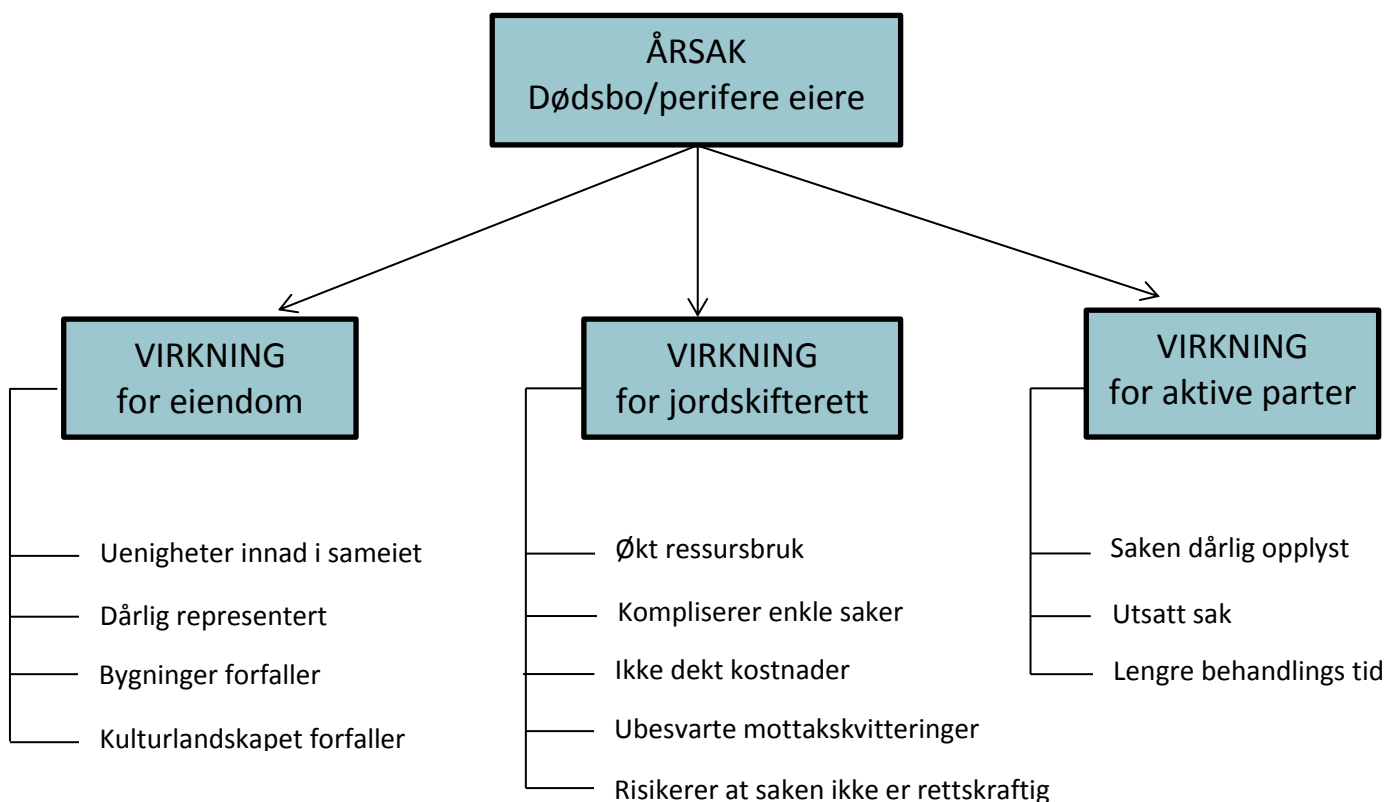 ÅRSAK
Dødsbo/perifere eiere
VIRKNING
for eiendom
Uenigheter innad i sameiet
Dårlig representert
Bygninger forfaller
Kulturlandskapet forfaller
VIRKNING
for jordskifterett
Økt ressursbruk
Kompliserer enkle saker
Ikke dekt kostnader
Ubesvarte mottakskvitteringer
Risikerer at saken ikke er rettskraftig
VIRKNING
for aktive parter
Saken dårlig opplyst
Utsatt sak
Lengre behandlings tid